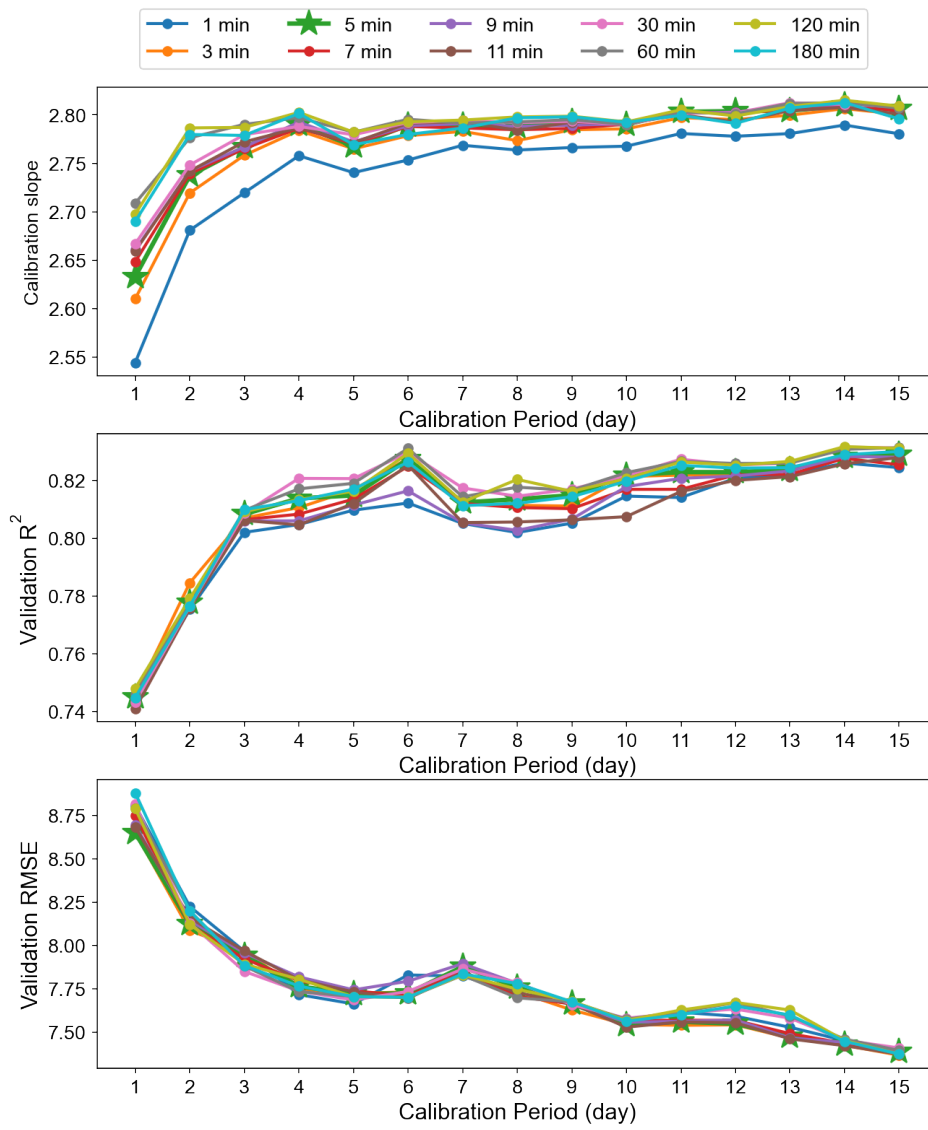 1 min 5 min 9 min 30 min 120 min
3 min 7 min 11 min 60 min 180 min
Calibration slope
2.80
2.75
2.70
2.65
2.60
2.55
1 2 3 4 5 6 7 8 9 10 11 12 13 14 15
Calibration Period (day)
Validation R²
0.82
0.80
0.78
0.76
0.74
1 2 3 4 5 6 7 8 9 10 11 12 13 14 15
Calibration Period (day)
Validation RMSE
8.75
8.50
8.25
8.00
7.75
7.50
1 2 3 4 5 6 7 8 9 10 11 12 13 14 15
Calibration Period (day)